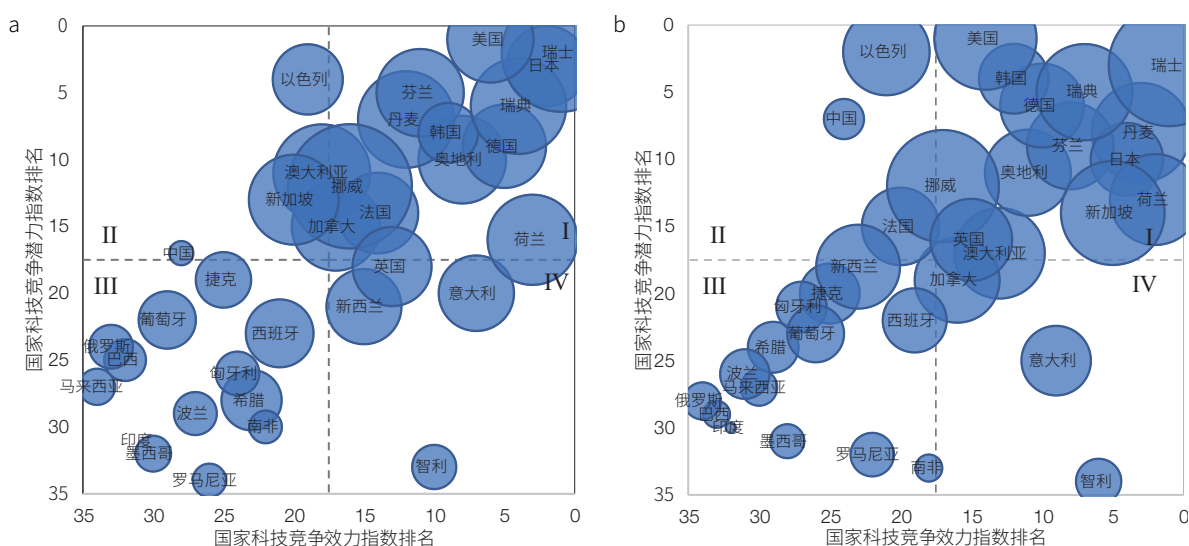 a
国家科技竞争潜力指数排名
0
5
10
15
20
25
30
35
美国
瑞士
日本
以色列
芬兰
瑞典
丹麦
韩国
德国
奥地利
澳大利亚
挪威
新加坡
法国
加拿大
荷兰
I
II
中国
英国
捷克
IV
III
意大利
新西兰
葡萄牙
西班牙
俄罗斯
巴西
匈牙利
马来西亚
希腊
波兰
南非
印度
墨西哥
智利
罗马尼亚
35
30
25
20
15
10
5
0
国家科技竞争效力指数排名
b
国家科技竞争潜力指数排名
0
5
10
15
20
25
30
35
美国
以色列
瑞士
韩国
瑞典
德国
中国
丹麦
芬兰
日本
奥地利
挪威
荷兰
新加坡
法国
英国
I
II
澳大利亚
新西兰
加拿大
IV
III
捷克
匈牙利
西班牙
葡萄牙
希腊
意大利
波兰
马来西亚
俄罗斯
巴西
印度
墨西哥
罗马尼亚
南非
智利
35
30
25
20
15
10
5
0
国家科技竞争效力指数排名